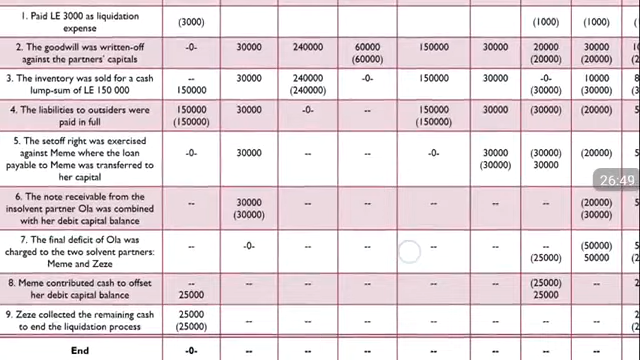 1. Paid LE 3000 as liquidation
expense
(3000) (1000) (1000)
2. The goodwill was written-off
against the partners' capitals
-0- 30000 240000 60000 150000 30000 20000 30000
(60000) (20000) (20000)
3. The inventory was sold for a cash
lump-sum of LE 150 000
-- 30000 240000 -0- 150000 30000 -0- 10000
150000 (240000) (30000) (30000)
4. The liabilities to outsiders were
paid in full
150000 30000 -0- -- 150000 30000 (30000) (20000)
(150000) (150000)
5. The setoff right was exercised
against Meme where the loan
payable to Meme was transferred to
her capital
-0- 30000 -- -- -0- 30000 (30000) (20000)
(30000) 30000
26:49
6. The note receivable from the
insolvent partner Ola was combined
with her debit capital balance
-- 30000 -- -- -- -- -- (20000)
(30000) (30000)
7. The final deficit of Ola was
charged to the two solvent partners:
Meme and Zeze
-- -0- -- -- -- -- -- (50000)
(25000) 50000
8. Meme contributed cash to offset
her debit capital balance
-- -- -- -- -- -- (25000) --
25000 25000
9. Zeze collected the remaining cash
to end the liquidation process
25000 -- -- -- -- -- -- --
(25000)
End -0- -- -- -- -- -- -- --